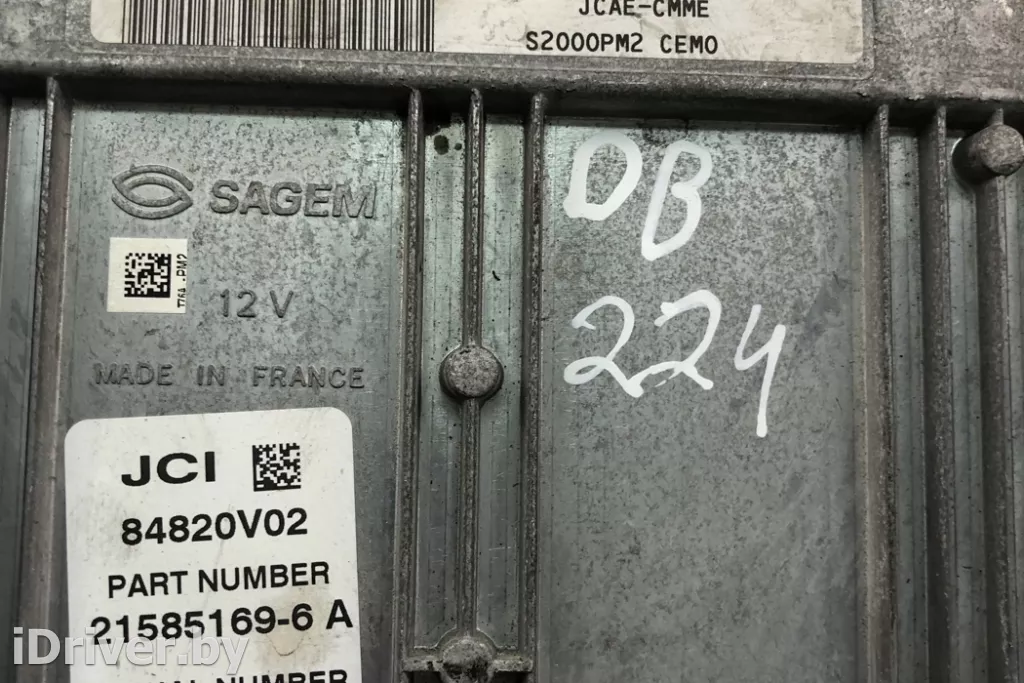 JCAE-CMME
S2000PM2 CEMO
SAGEM
12 V
MADE IN FRANCE
DB
224
JCI
84820V02
PART NUMBER
21585169-6 A
NUMBER
iDriver.by